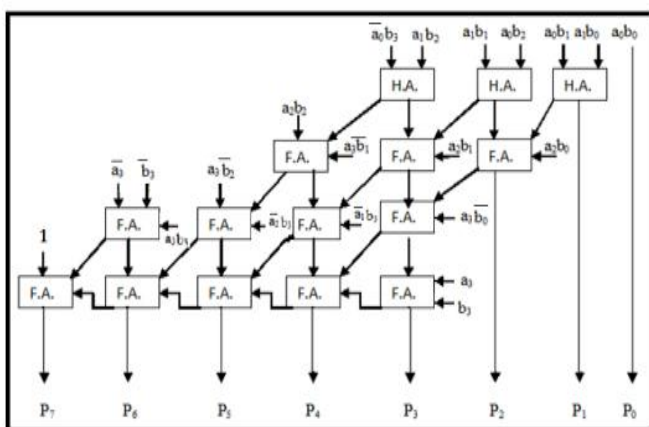 a̅₀b₃ a₁b₂ a₁b₁ a₀b₂ a₀b₁ a₁b₀ a₀b₀
H.A. H.A. H.A.
a₂b₂
F.A. a₃b̅₁ F.A. a₂b₁ F.A. a₂b₀
a̅₃ b̅₃ a₃b̅₂
F.A. a₃b₃ F.A. a̅₂b₃ F.A. a̅₁b₃ F.A. a₃b̅₀
1
F.A. F.A. F.A. F.A. F.A. a₃
b₃
P₇ P₆ P₅ P₄ P₃ P₂ P₁ P₀